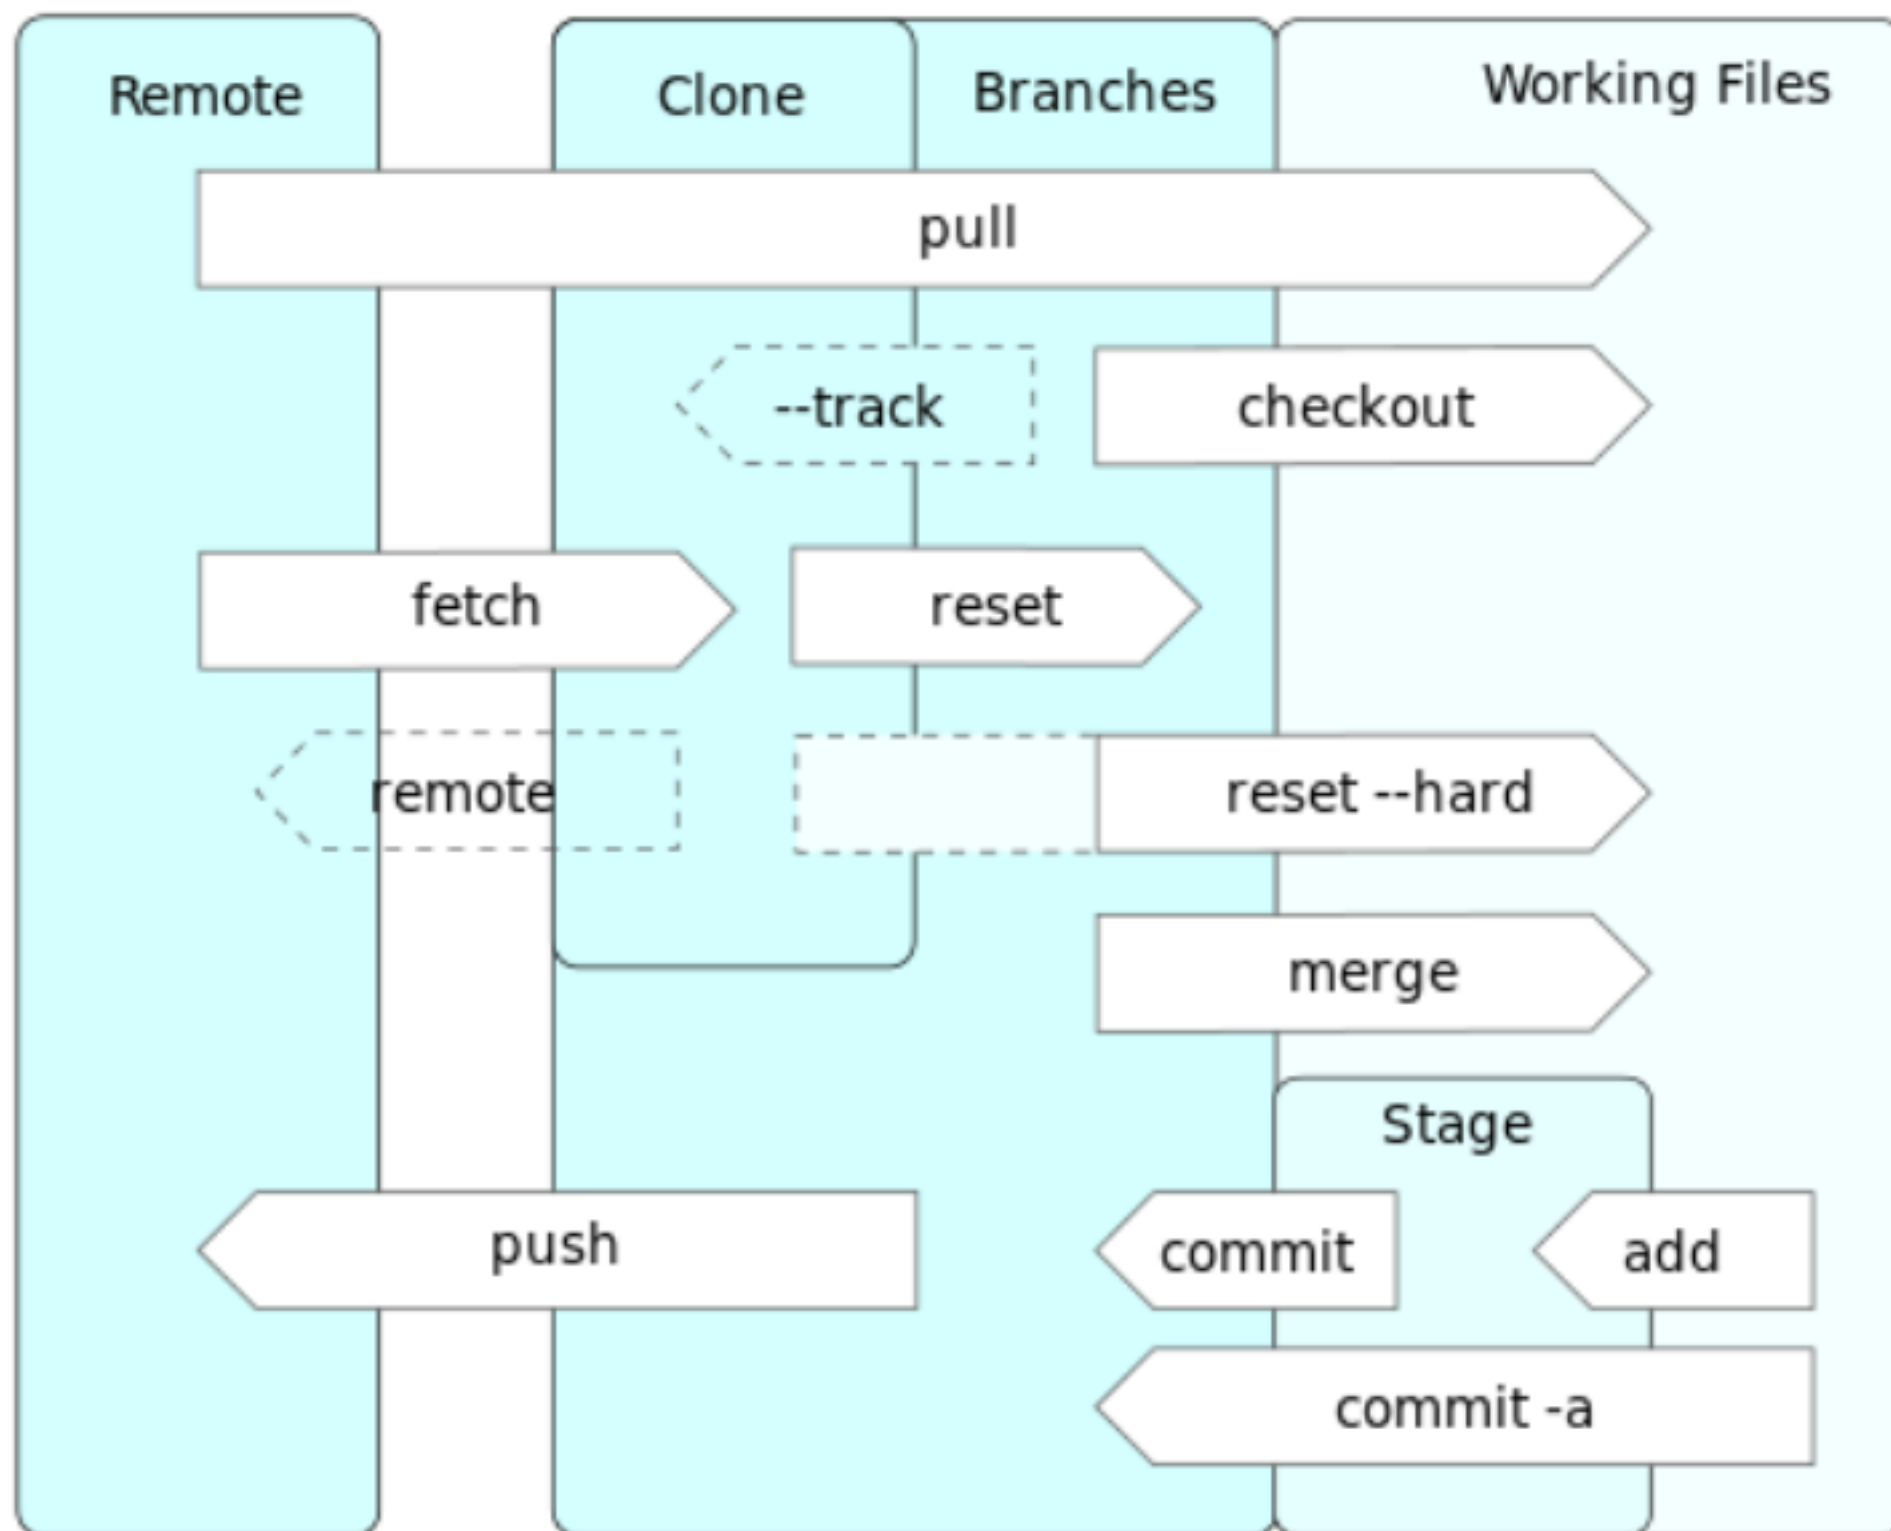 Remote
Clone
Branches
Working Files
pull
--track
checkout
fetch
reset
remote
reset --hard
merge
Stage
push
commit
add
commit -a